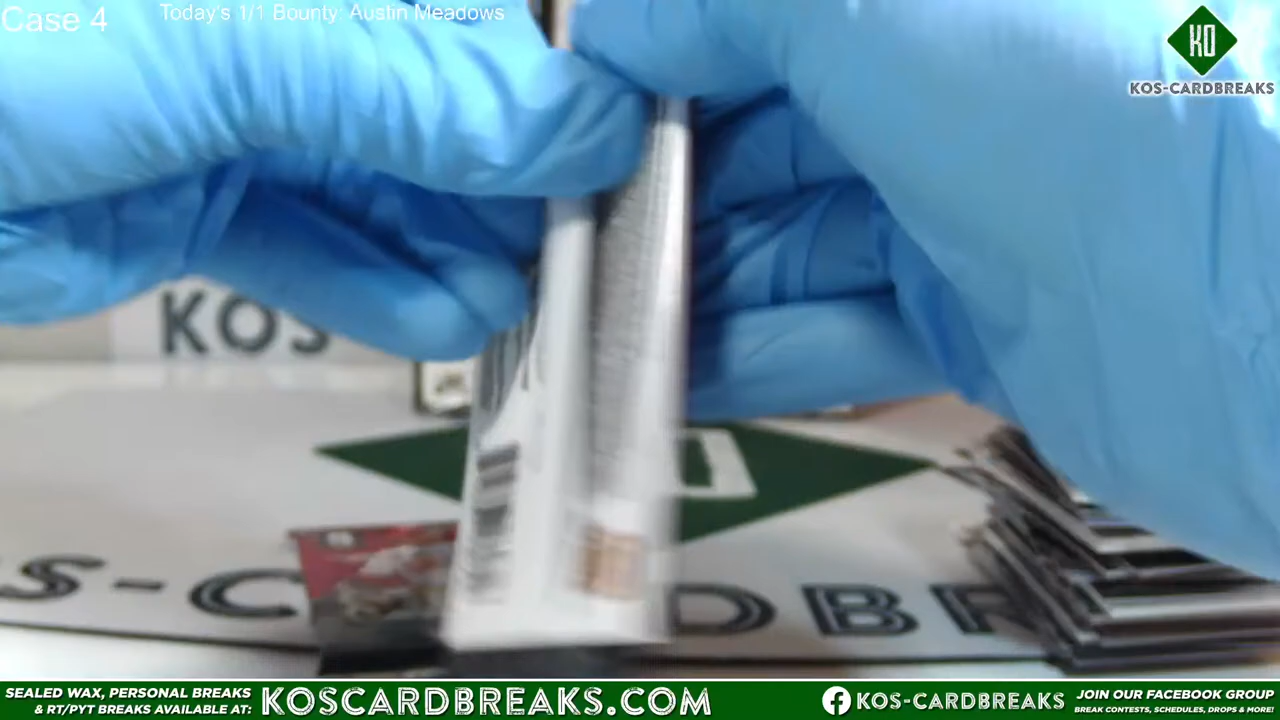 Case 4
Today's 1/1 Bounty: Austin Meadows
KO
KOS-CARDBREAKS
KOS
S-C DBR
SEALED WAX, PERSONAL BREAKS
& RT/PYT BREAKS AVAILABLE AT:
KOSCARDBREAKS.COM
KOS-CARDBREAKS
JOIN OUR FACEBOOK GROUP
BREAK CONTESTS, SCHEDULES, DROPS & MORE!